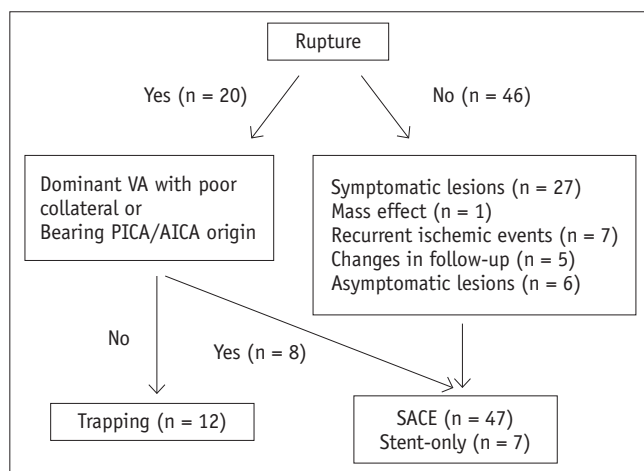 Rupture
Yes (n = 20)
No (n = 46)
Dominant VA with poor
collateral or
Bearing PICA/AICA origin
Symptomatic lesions (n = 27)
Mass effect (n = 1)
Recurrent ischemic events (n = 7)
Changes in follow-up (n = 5)
Asymptomatic lesions (n = 6)
No
Yes (n = 8)
Trapping (n = 12)
SACE (n = 47)
Stent-only (n = 7)